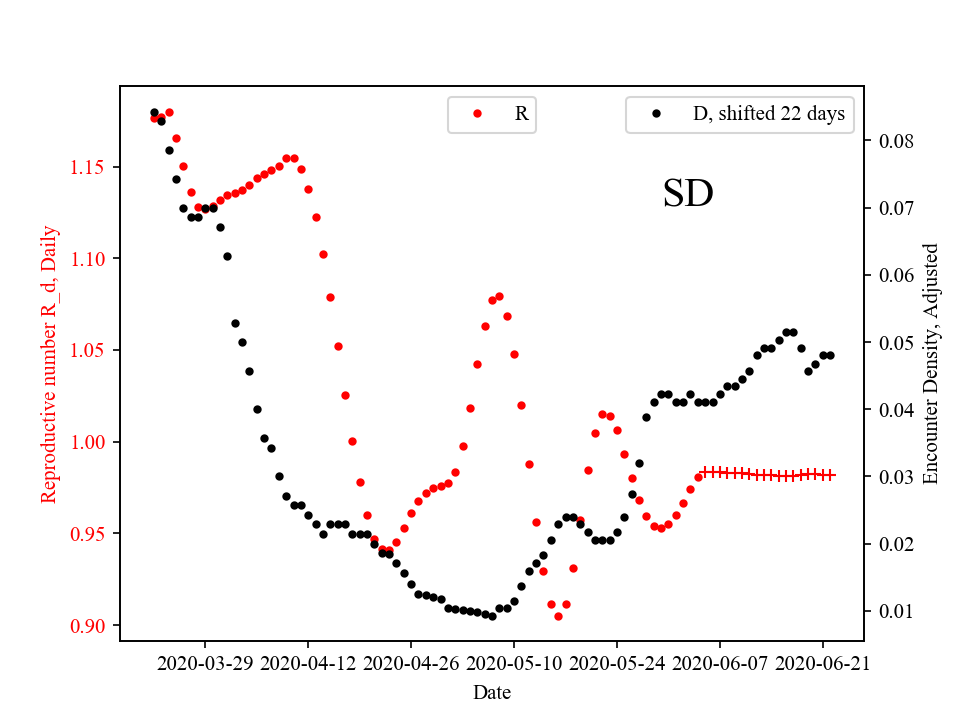 R
D, shifted 22 days
SD
Reproductive number R_d, Daily
1.15
1.10
1.05
1.00
0.95
0.90
0.08
0.07
0.06
0.05
0.04
0.03
0.02
0.01
Encounter Density, Adjusted
2020-03-29 2020-04-12 2020-04-26 2020-05-10 2020-05-24 2020-06-07 2020-06-21
Date